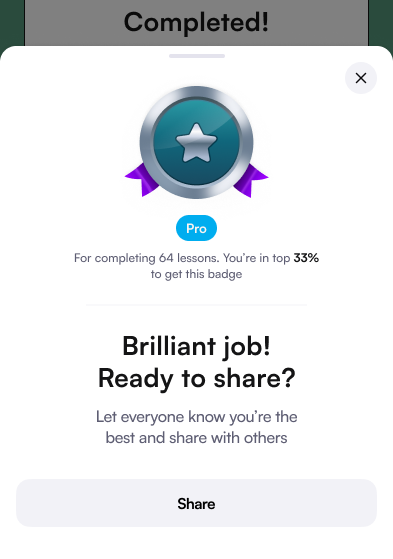 Completed!
Pro
For completing 64 lessons. You're in top 33%
to get this badge
Brilliant job!
Ready to share?
Let everyone know you're the
best and share with others
Share